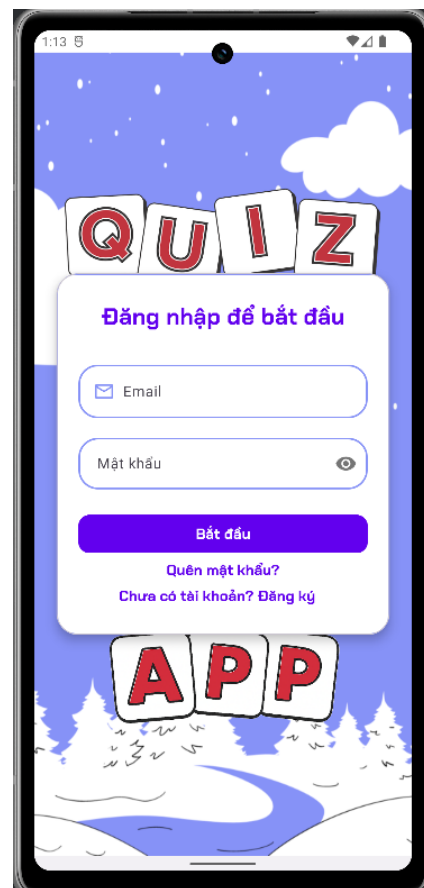 1:13
QUIZ
Đăng nhập để bắt đầu
Email
Mật khẩu
Bắt đầu
Quên mật khẩu?
Chưa có tài khoản? Đăng ký
APP